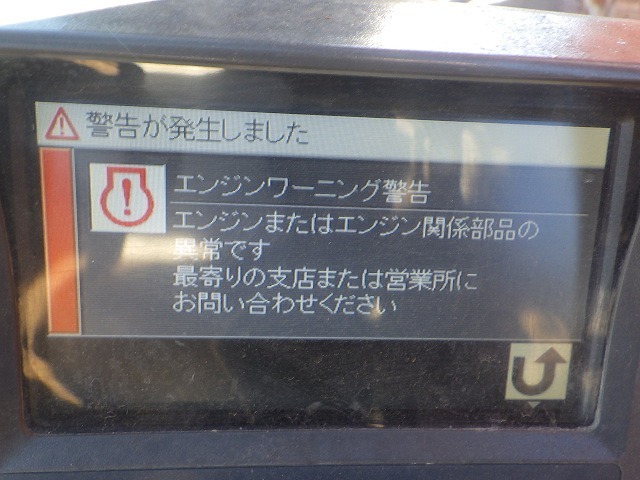 警告が発生しました
エンジンワーニング警告
エンジンまたはエンジン関係部品の
異常です
最寄りの支店または営業所に
お問い合わせください